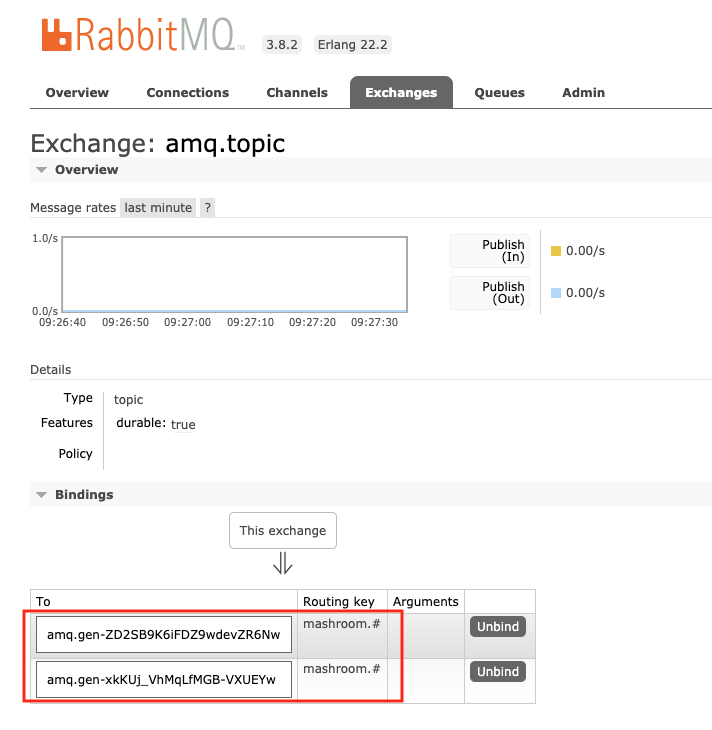 RabbitMQ TM 3.8.2 Erlang 22.2
Overview Connections Channels Exchanges Queues Admin
Exchange: amq.topic
Overview
Message rates last minute ?
1.0/s
0.0/s
09:26:40 09:26:50 09:27:00 09:27:10 09:27:20 09:27:30
Publish
(In)
0.00/s
Publish
(Out)
0.00/s
Details
Type topic
Features durable: true
Policy
Bindings
This exchange
⇓
To Routing key Arguments
amq.gen-ZD2SB9K6iFDZ9wdevZR6Nw mashroom.# Unbind
amq.gen-xkKUj_VhMqLfMGB-VXUEYw mashroom.# Unbind